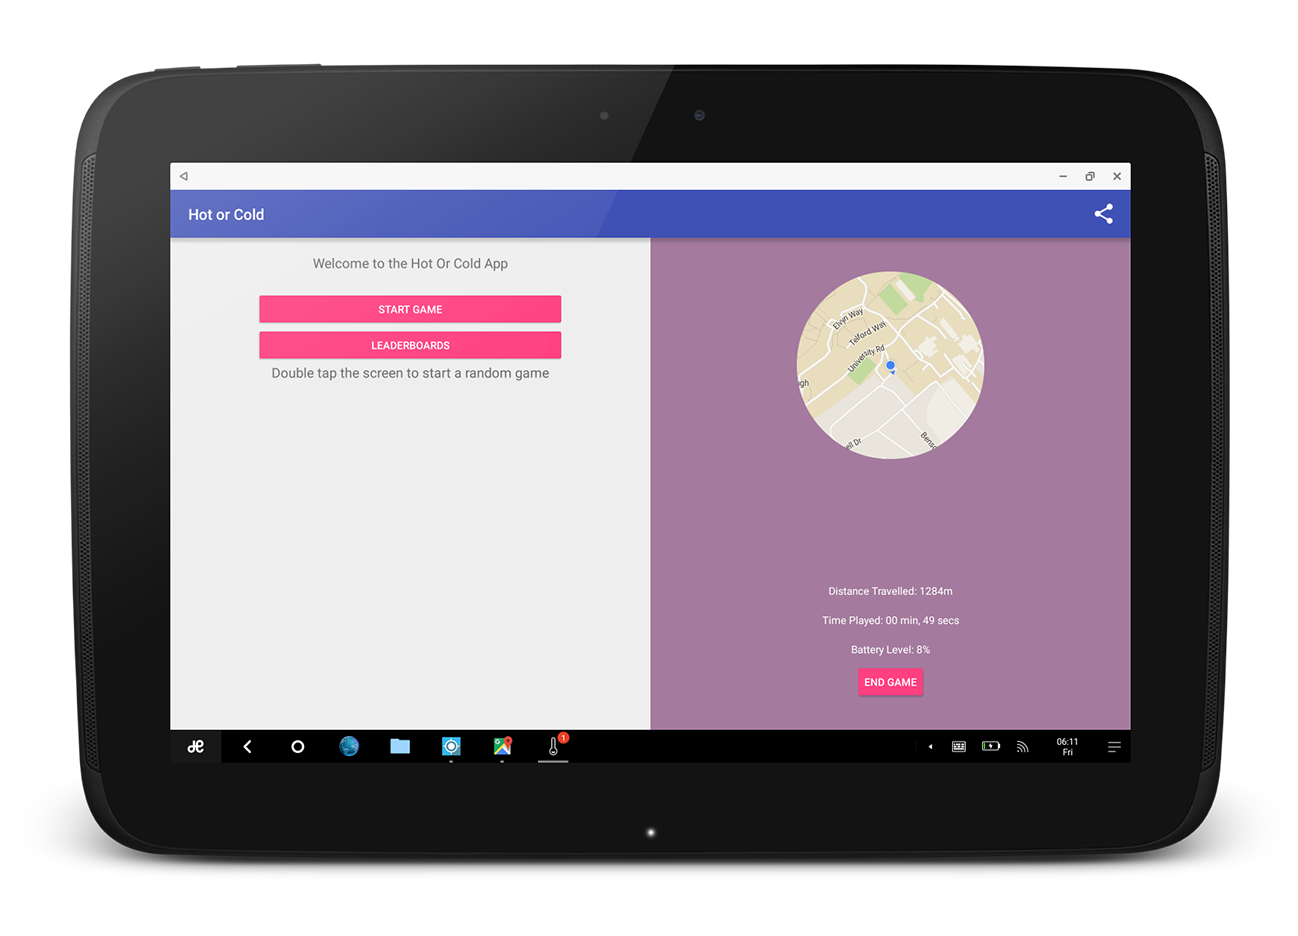 Hot or Cold
Welcome to the Hot Or Cold App
START GAME
LEADERBOARDS
Double tap the screen to start a random game
Elvyn Way
Telford Way
University Rd
gh
ell Dr
Benso
Distance Travelled: 1284m
Time Played: 00 min, 49 secs
Battery Level: 8%
END GAME
1
06:11
Fri